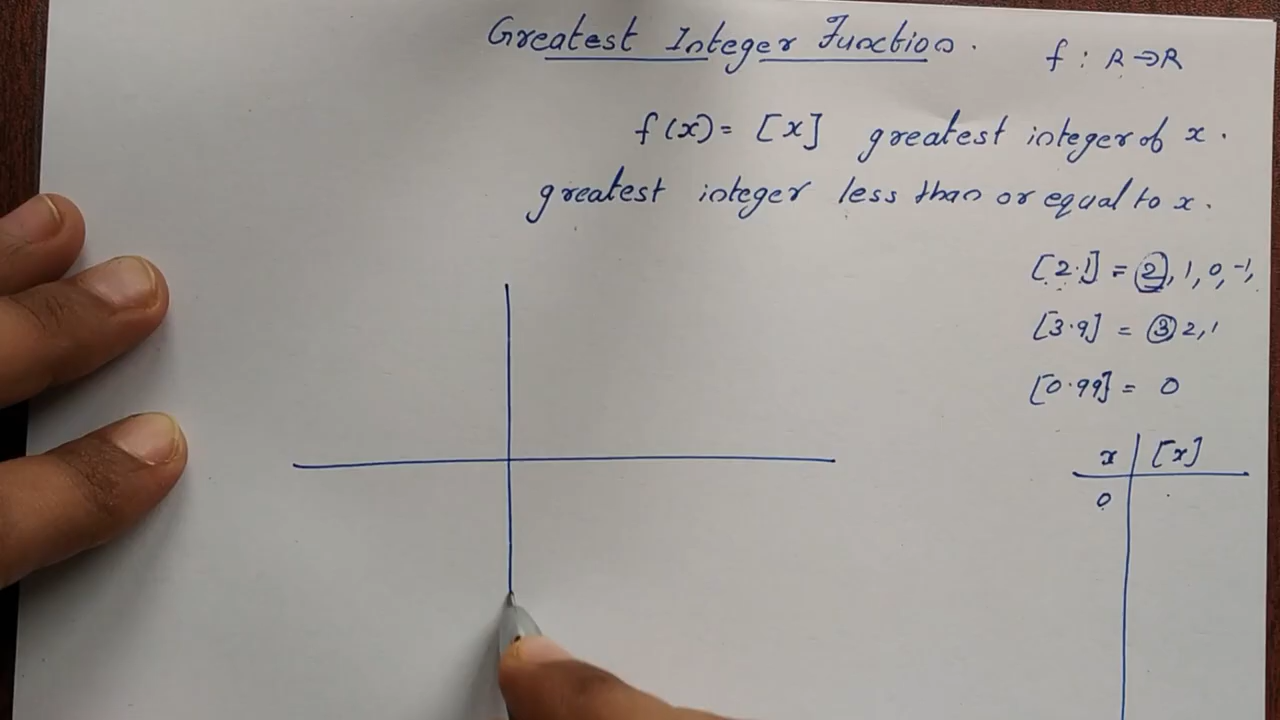 Greatest Integer Function.
f : R → R
f(x) = [x] greatest integer of x.
greatest integer less than or equal to x.
[2.1] = 2, 1, 0, -1,
[3.9] = 3 2, 1
[0.99] = 0
x [x]
0